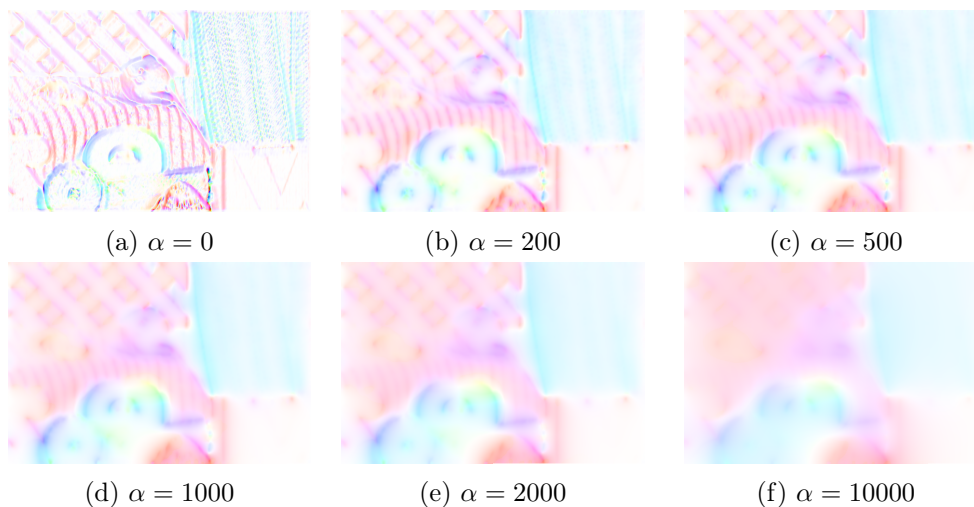 (a) α = 0
(b) α = 200
(c) α = 500
(d) α = 1000
(e) α = 2000
(f) α = 10000